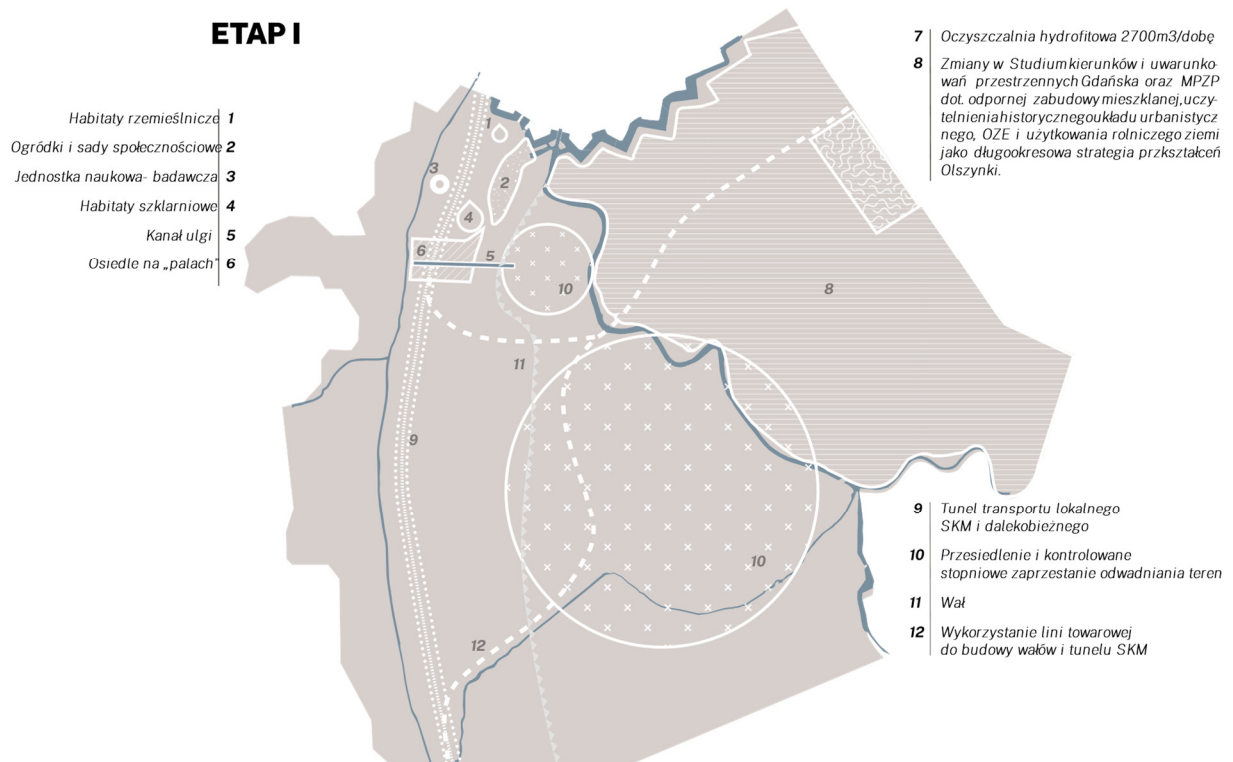 ETAP I
Habitaty rzemieślnicze 1
Ogródki i sady społecznościowe 2
Jednostka naukowa- badawcza 3
Habitaty szklarniowe 4
Kanał ulgi 5
Osiedle na „palach" 6
7 Oczyszczalnia hydrofitowa 2700m3/dobę
8 Zmiany w Studium kierunków i uwarunko-
wań przestrzennych Gdańska oraz MPZP
dot. odpornej zabudowy mieszklanej, uczy-
telnienia historycznego układu urbanistycz
nego, OZE i użytkowania rolniczego ziemi
jako długookresowa strategia przkształceń
Olszynki.
1
3
2
4
6
5
10
8
11
9
10
12
9 Tunel transportu lokalnego
SKM i dalekobieżnego
10 Przesiedlenie i kontrolowane
stopniowe zaprzestanie odwadniania teren
11 Wał
12 Wykorzystanie lini towarowej
do budowy wałów i tunelu SKM